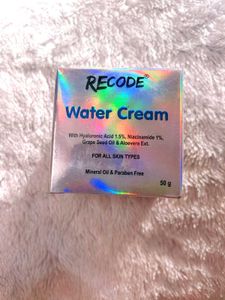 RECODE
Water Cream
With Hyaluronic Acid 1.5%, Niacinamide 1%,
Grape Seed Oil & Aloevera Ext.
FOR ALL SKIN TYPES
Mineral Oil & Paraben Free
50 g